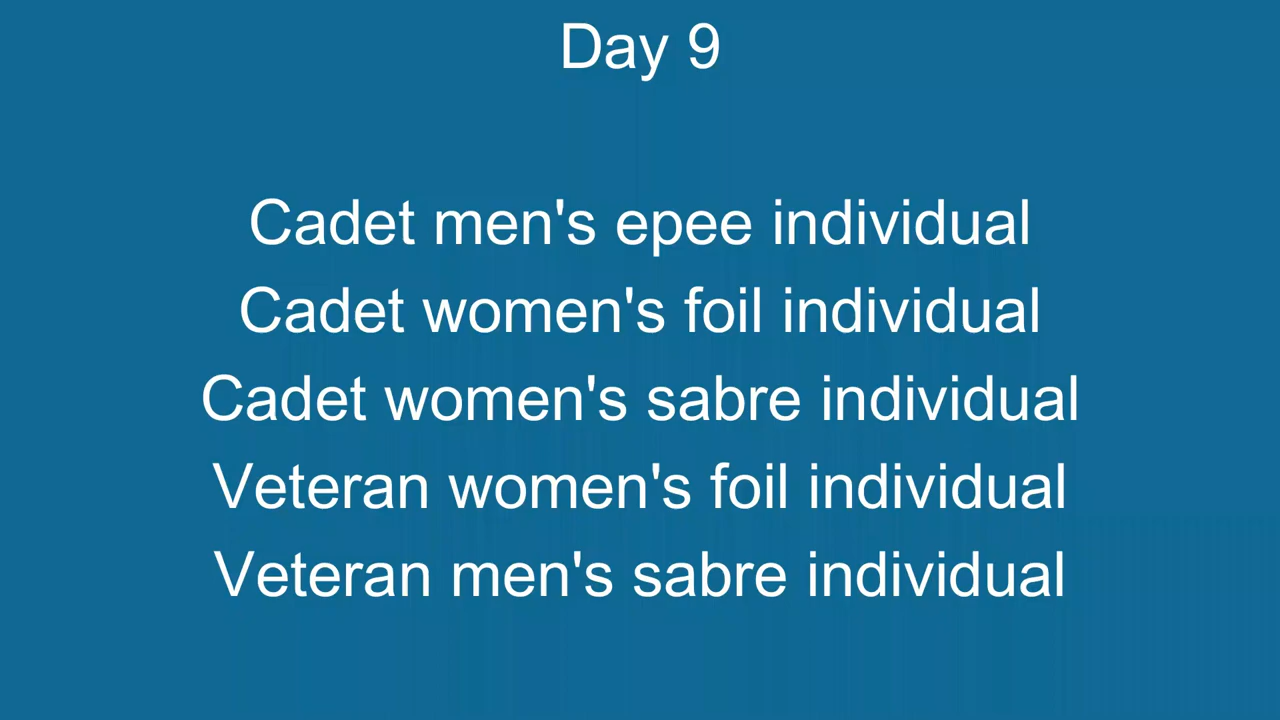 Day 9
Cadet men's epee individual
Cadet women's foil individual
Cadet women's sabre individual
Veteran women's foil individual
Veteran men's sabre individual